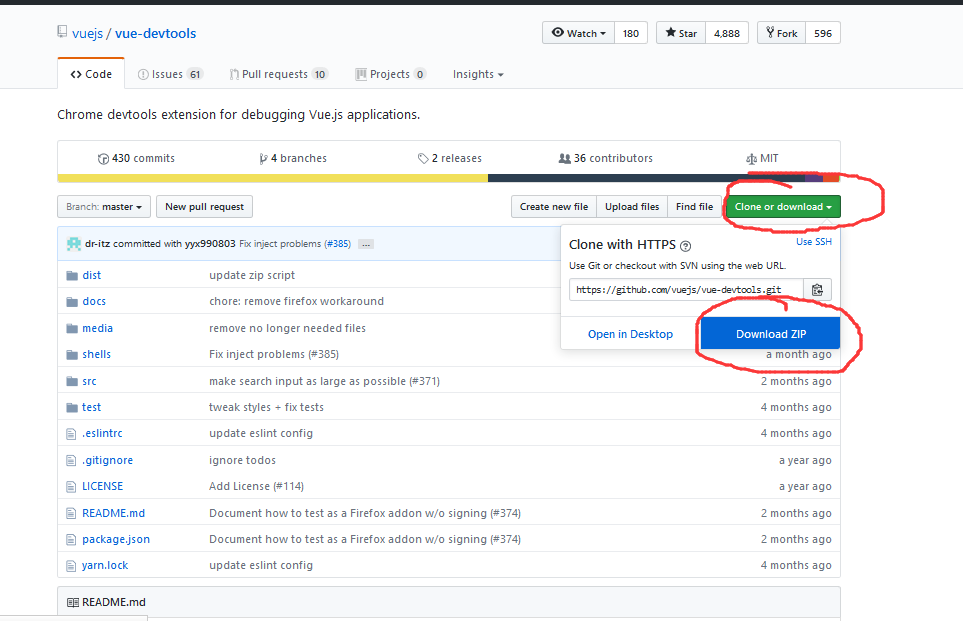 vuejs / vue-devtools
Watch 180 Star 4,888 Fork 596
Code Issues 61 Pull requests 10 Projects 0 Insights
Chrome devtools extension for debugging Vue.js applications.
430 commits 4 branches 2 releases 36 contributors MIT
Branch: master New pull request Create new file Upload files Find file Clone or download
dr-itz committed with yyx990803 Fix inject problems (#385) ...
Clone with HTTPS ? Use SSH
Use Git or checkout with SVN using the web URL.
https://github.com/vuejs/vue-devtools.git
Open in Desktop Download ZIP
dist update zip script
docs chore: remove firefox workaround
media remove no longer needed files
shells Fix inject problems (#385) a month ago
src make search input as large as possible (#371) 2 months ago
test tweak styles + fix tests 4 months ago
.eslintrc update eslint config 4 months ago
.gitignore ignore todos a year ago
LICENSE Add License (#114) a year ago
README.md Document how to test as a Firefox addon w/o signing (#374) 2 months ago
package.json Document how to test as a Firefox addon w/o signing (#374) 2 months ago
yarn.lock update eslint config 4 months ago
README.md